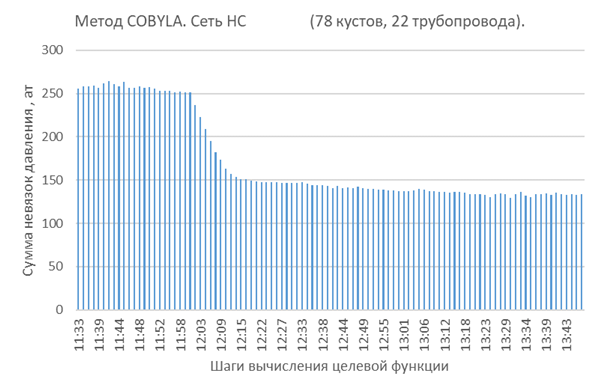 Метод COBYLA. Сеть НС (78 кустов, 22 трубопровода).
300
250
200
150
100
50
0
Сумма невязок давления , ат
11:33 11:39 11:44 11:48 11:52 11:58 12:03 12:09 12:15 12:22 12:27 12:33 12:38 12:44 12:49 12:55 13:01 13:06 13:13 13:18 13:23 13:29 13:34 13:39 13:43
Шаги вычисления целевой функции